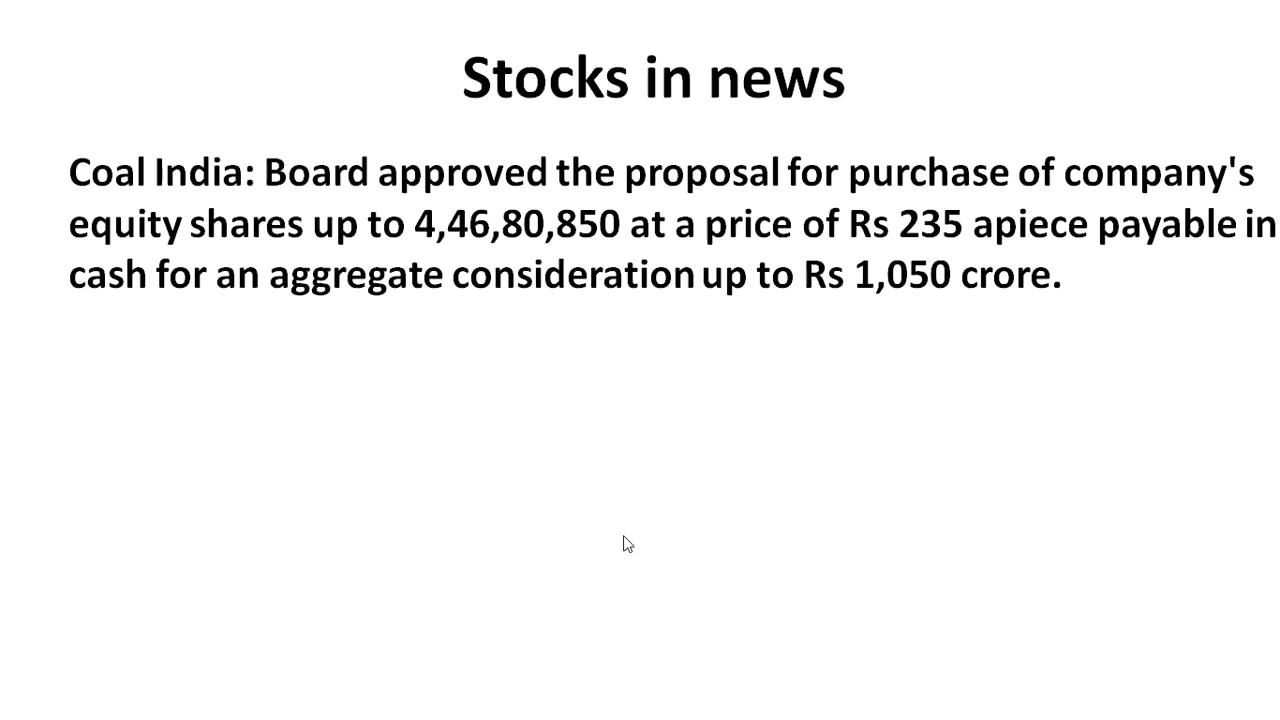 Stocks in news
Coal India: Board approved the proposal for purchase of company's
equity shares up to 4,46,80,850 at a price of Rs 235 apiece payable in
cash for an aggregate consideration up to Rs 1,050 crore.